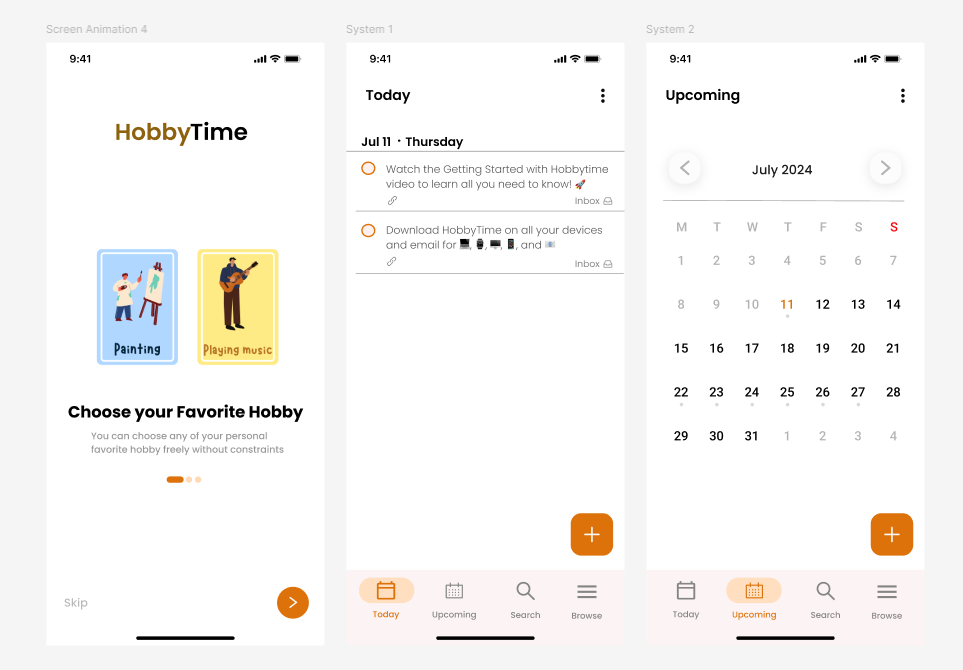 Screen Animation 4
9:41
HobbyTime
Painting
Playing music
Choose your Favorite Hobby
You can choose any of your personal
favorite hobby freely without constraints
Skip
System 1
9:41
Today
Jul 11 · Thursday
Watch the Getting Started with Hobbytime
video to learn all you need to know! 🚀
Inbox
Download HobbyTime on all your devices
and email for 💻, ⌚, 🖥️, 📱, and 📧
Inbox
Today
Upcoming
Search
Browse
System 2
9:41
Upcoming
July 2024
M T W T F S S
1 2 3 4 5 6 7
8 9 10 11 12 13 14
15 16 17 18 19 20 21
22 23 24 25 26 27 28
29 30 31 1 2 3 4
Today
Upcoming
Search
Browse